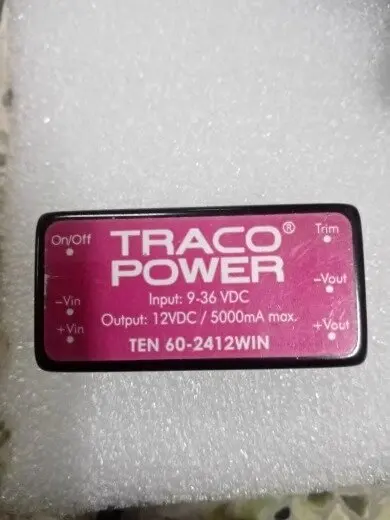 On/Off
TRACO®
POWER
Trim
-Vout
-Vin
Input: 9-36 VDC
Output: 12VDC / 5000mA max.
+Vin
+Vout
TEN 60-2412WIN